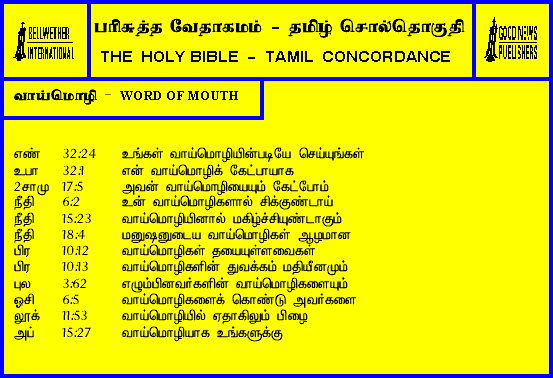 BELLWETHER
INTERNATIONAL
பரிசுத்த வேதாகமம் - தமிழ் சொல்தொகுதி
THE HOLY BIBLE - TAMIL CONCORDANCE
GOOD NEWS
PUBLISHERS
வாய்மொழி - WORD OF MOUTH
எண் 32:24 உங்கள் வாய்மொழியின்படியே செய்யுங்கள்
உபா 32:1 என் வாய்மொழிக் கேட்பாயாக
2சாமு 17:5 அவன் வாய்மொழியையும் கேட்போம்
நீதி 6:2 உன் வாய்மொழிகளால் சிக்குண்டாய்
நீதி 15:23 வாய்மொழியினால் மகிழ்ச்சியுண்டாகும்
நீதி 18:4 மனுஷனுடைய வாய்மொழிகள் ஆழமான
பிர 10:12 வாய்மொழிகள் தயையுள்ளவைகள்
பிர 10:13 வாய்மொழிகளின் துவக்கம் மதியீனமும்
புல 3:62 எழும்பினவர்களின் வாய்மொழிகளையும்
ஓசி 6:5 வாய்மொழிகளைக் கொண்டு அவர்களை
லூக் 11:53 வாய்மொழியில் ஏதாகிலும் பிழை
அப் 15:27 வாய்மொழியாக உங்களுக்கு